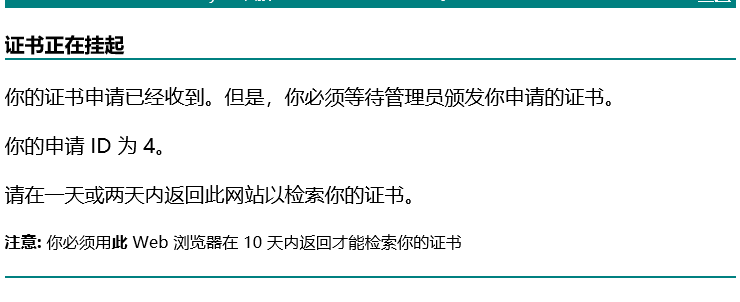 证书正在挂起
你的证书申请已经收到。但是，你必须等待管理员颁发你申请的证书。
你的申请 ID 为 4。
请在一天或两天内返回此网站以检索你的证书。
注意: 你必须用此 Web 浏览器在 10 天内返回才能检索你的证书